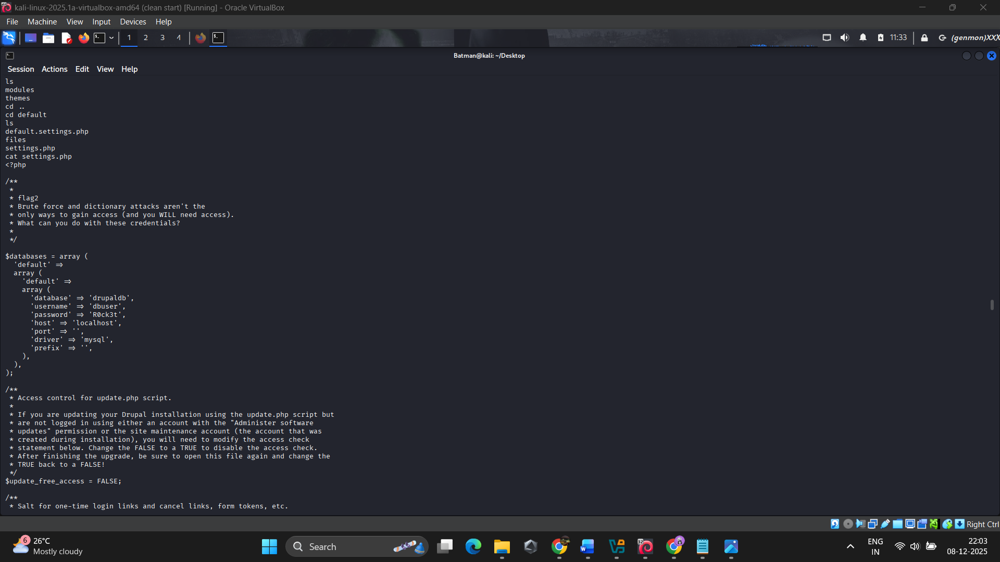 kali-linux-2025.1a-virtualbox-amd64 (clean start) [Running] - Oracle VirtualBox
File Machine View Input Devices Help
1 2 3 4
11:33
(genmon)XXX
Batman@kali: ~/Desktop
Session Actions Edit View Help
ls
modules
themes
cd ..
cd default
ls
default.settings.php
files
settings.php
cat settings.php
<?php
/**
 *
 * flag2
 * Brute force and dictionary attacks aren't the
 * only ways to gain access (and you WILL need access).
 * What can you do with these credentials?
 *
 */
$databases = array (
  'default' =>
  array (
    'default' =>
    array (
      'database' => 'drupaldb',
      'username' => 'dbuser',
      'password' => 'R0ck3t',
      'host' => 'localhost',
      'port' => '',
      'driver' => 'mysql',
      'prefix' => '',
    ),
  ),
);
/**
 * Access control for update.php script.
 *
 * If you are updating your Drupal installation using the update.php script but
 * are not logged in using either an account with the "Administer software
 * updates" permission or the site maintenance account (the account that was
 * created during installation), you will need to modify the access check
 * statement below. Change the FALSE to a TRUE to disable the access check.
 * After finishing the upgrade, be sure to open this file again and change the
 * TRUE back to a FALSE!
 */
$update_free_access = FALSE;
/**
 * Salt for one-time login links and cancel links, form tokens, etc.
Right Ctrl
6
26°C
Mostly cloudy
Search
ENG
IN
22:03
08-12-2025